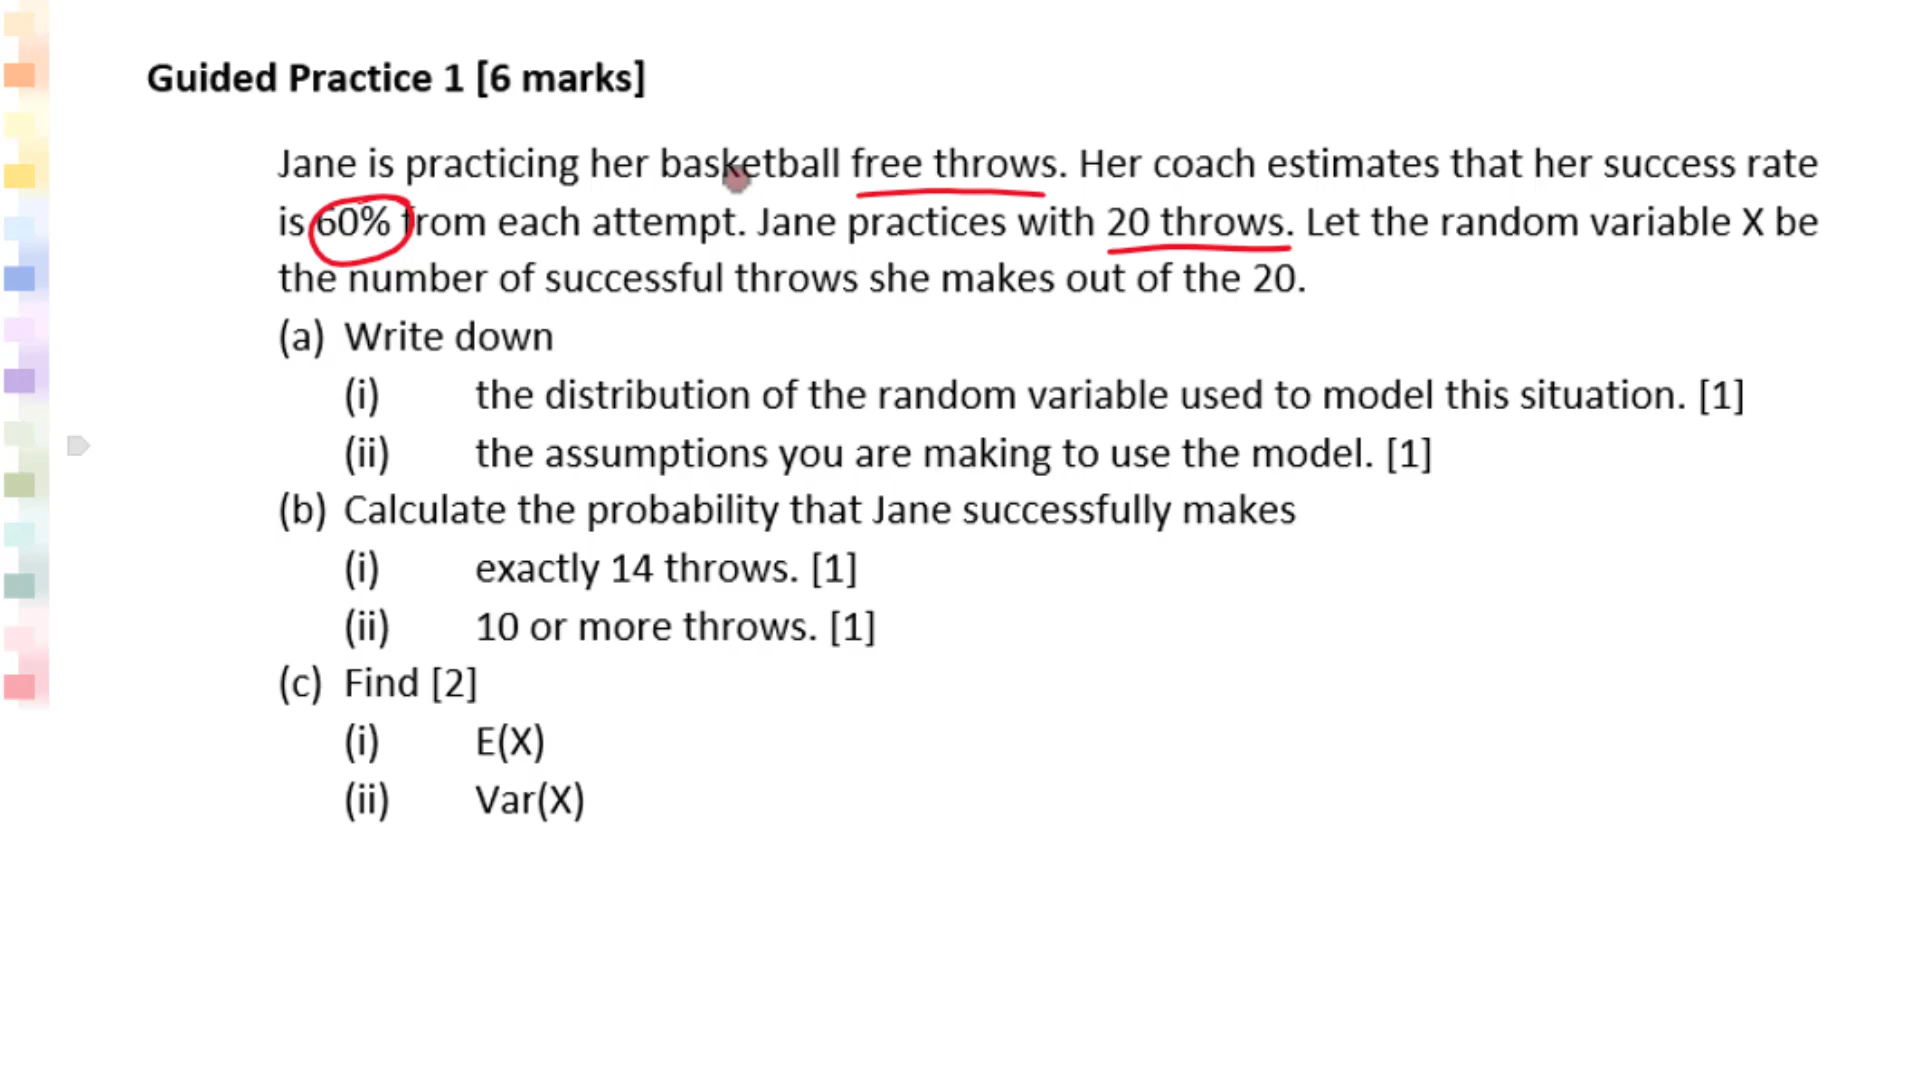 Guided Practice 1 [6 marks]
Jane is practicing her basketball free throws. Her coach estimates that her success rate
is 60% from each attempt. Jane practices with 20 throws. Let the random variable X be
the number of successful throws she makes out of the 20.
(a) Write down
(i) the distribution of the random variable used to model this situation. [1]
(ii) the assumptions you are making to use the model. [1]
(b) Calculate the probability that Jane successfully makes
(i) exactly 14 throws. [1]
(ii) 10 or more throws. [1]
(c) Find [2]
(i) E(X)
(ii) Var(X)